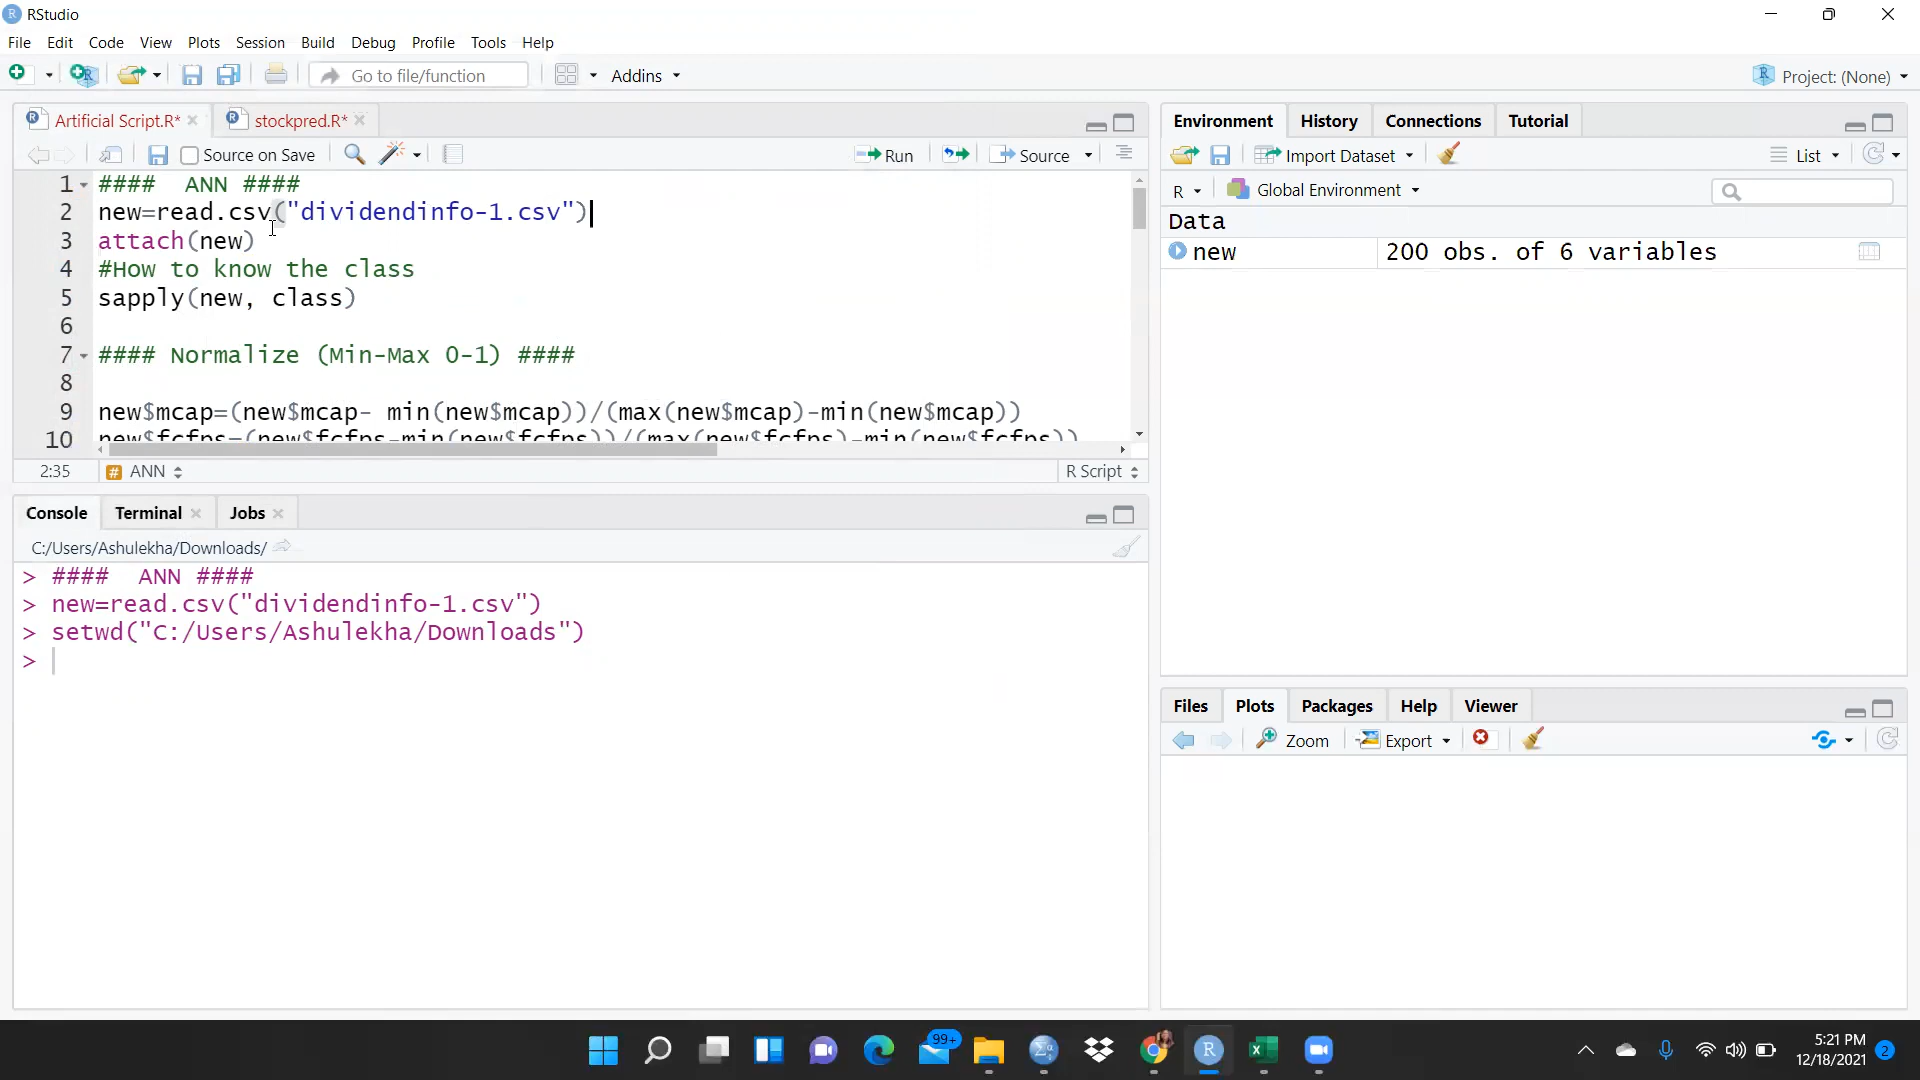 RStudio
File Edit Code View Plots Session Build Debug Profile Tools Help
Go to file/function Addins Project: (None)
Artificial Script.R* stockpred.R*
Source on Save Run Source
1 #### ANN ####
2 new=read.csv("dividendinfo-1.csv")
3 attach(new)
4 #How to know the class
5 sapply(new, class)
6
7 #### Normalize (Min-Max 0-1) ####
8
9 new$mcap=(new$mcap- min(new$mcap))/(max(new$mcap)-min(new$mcap))
10 new$fcfps=(new$fcfps-min(new$fcfps))/(max(new$fcfps)-min(new$fcfps))
2:35 # ANN R Script
Console Terminal Jobs
C:/Users/Ashulekha/Downloads/
> #### ANN ####
> new=read.csv("dividendinfo-1.csv")
> setwd("C:/Users/Ashulekha/Downloads")
>
Environment History Connections Tutorial
Import Dataset List
R Global Environment
Data
new 200 obs. of 6 variables
Files Plots Packages Help Viewer
Zoom Export
99+
5:21 PM
12/18/2021 2